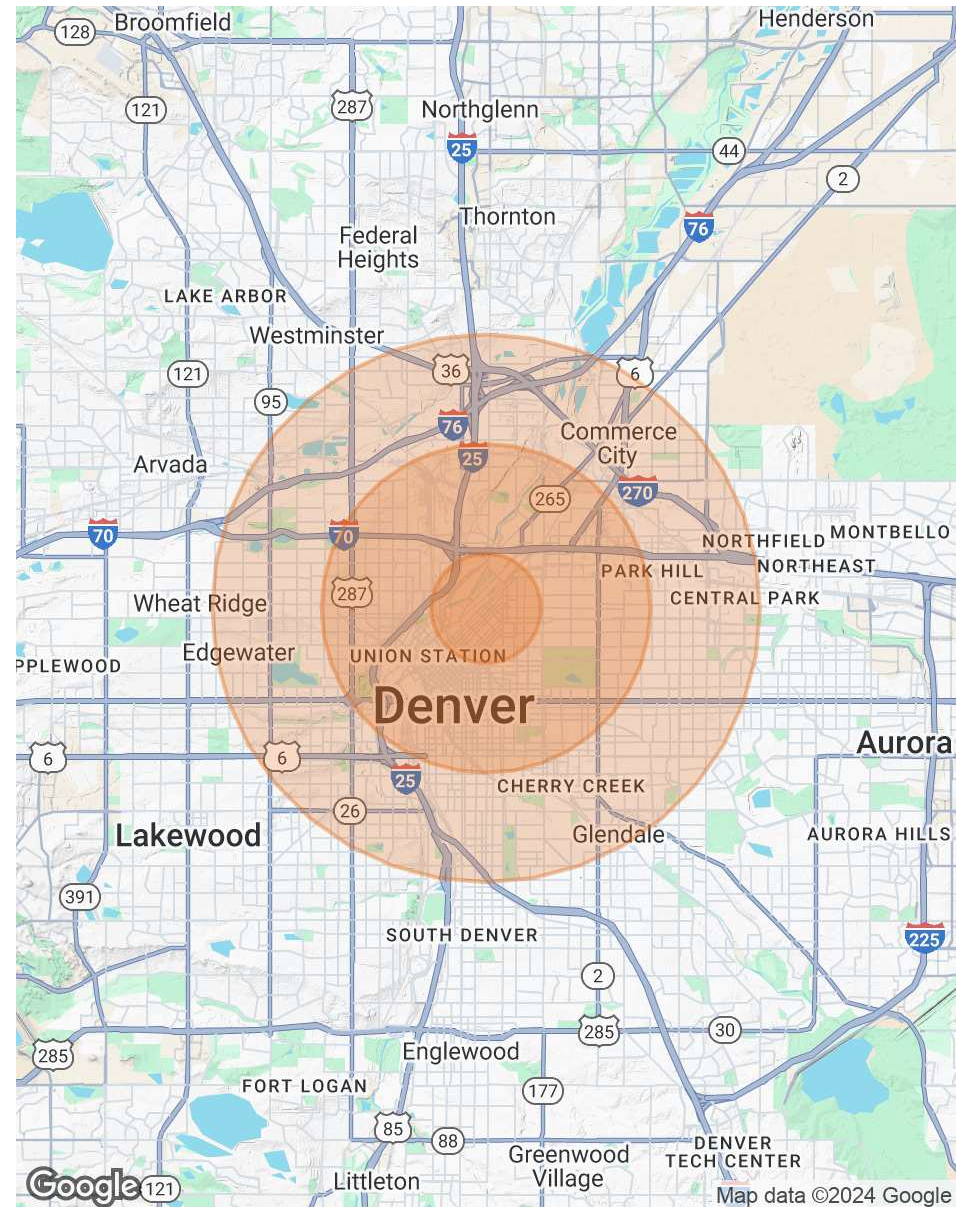 Henderson
128
Broomfield
121
287
Northglenn
25
44
2
Thornton
76
Federal
Heights
LAKE ARBOR
Westminster
121
36
6
95
76
Commerce
City
25
Arvada
265
270
70
70
NORTHFIELD
MONTBELLO
NORTHEAST
PARK HILL
CENTRAL PARK
287
Wheat Ridge
Edgewater
UNION STATION
PPLEWOOD
Denver
Aurora
6
6
25
CHERRY CREEK
26
Lakewood
Glendale
AURORA HILLS
391
SOUTH DENVER
225
2
285
30
285
Englewood
FORT LOGAN
177
85
88
DENVER
TECH CENTER
Greenwood
Village
Littleton
Google
121
Map data ©2024 Google